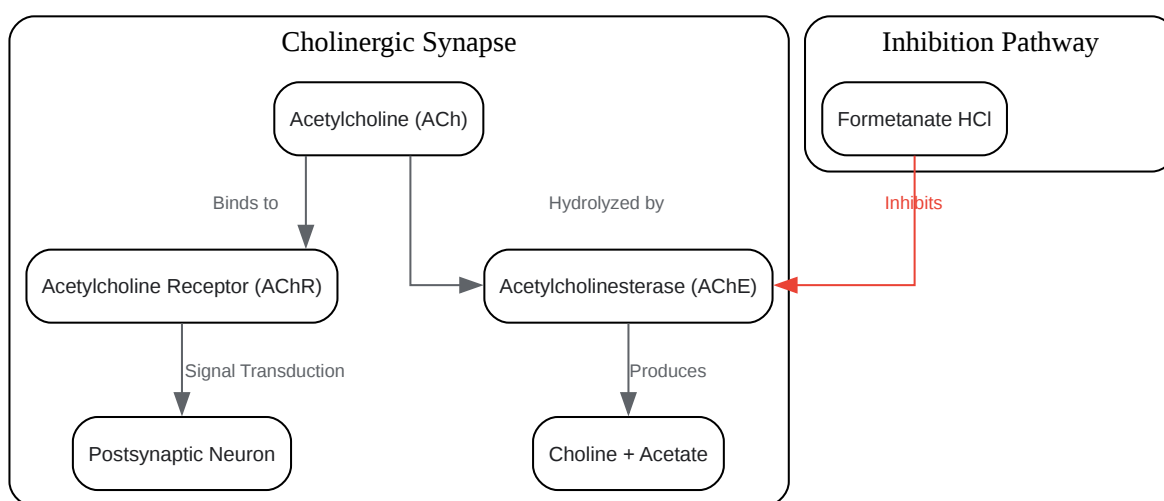 Cholinergic Synapse
Inhibition Pathway
Acetylcholine (ACh)
Formetanate HCl
Binds to
Hydrolyzed by
Inhibits
Acetylcholine Receptor (AChR)
Acetylcholinesterase (AChE)
Signal Transduction
Produces
Postsynaptic Neuron
Choline + Acetate